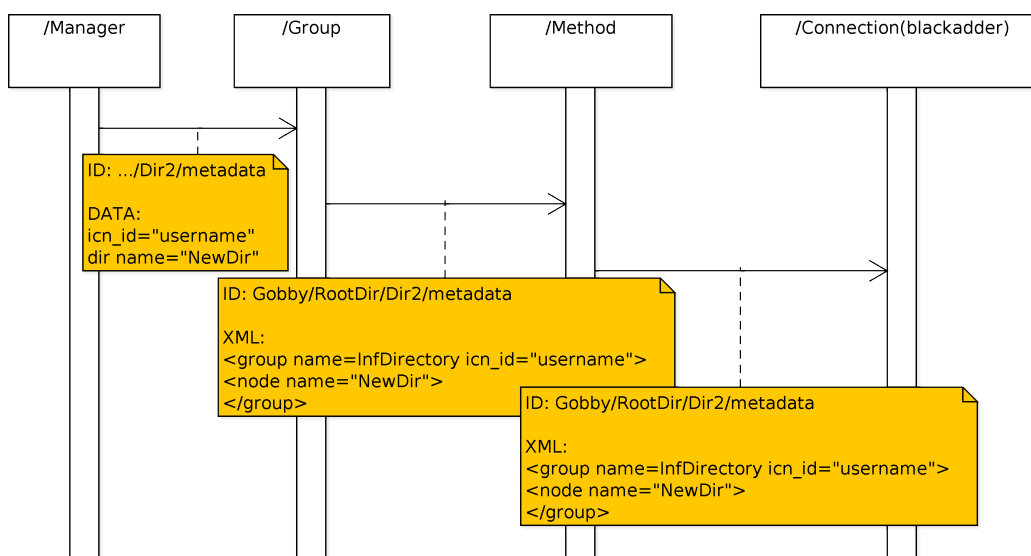 /Manager
/Group
/Method
/Connection(blackadder)
ID: .../Dir2/metadata
DATA:
icn_id="username"
dir name="NewDir"
ID: Gobby/RootDir/Dir2/metadata
XML:
<group name=InfDirectory icn_id="username">
<node name="NewDir">
</group>
ID: Gobby/RootDir/Dir2/metadata
XML:
<group name=InfDirectory icn_id="username">
<node name="NewDir">
</group>